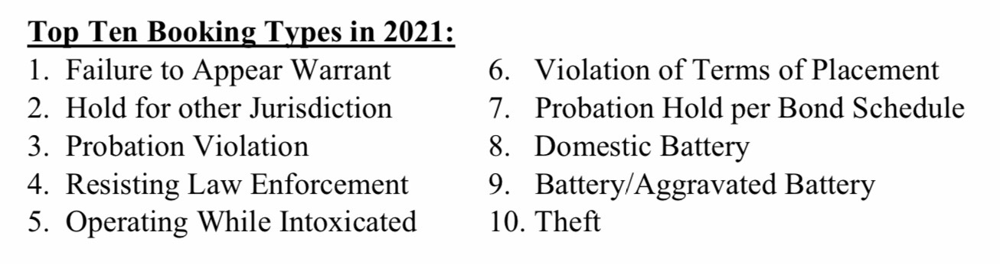 Top Ten Booking Types in 2021:
1. Failure to Appear Warrant
2. Hold for other Jurisdiction
3. Probation Violation
4. Resisting Law Enforcement
5. Operating While Intoxicated
6. Violation of Terms of Placement
7. Probation Hold per Bond Schedule
8. Domestic Battery
9. Battery/Aggravated Battery
10. Theft